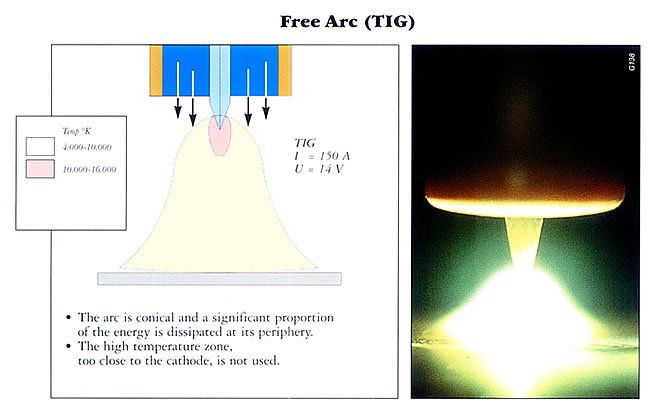 Free Arc (TIG)
Temp °K
4.000-10.000
10.000-16.000
TIG
I = 150 A
U = 14 V
• The arc is conical and a significant proportion
of the energy is dissipated at its periphery.
• The high temperature zone,
too close to the cathode, is not used.
G138